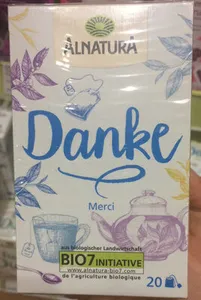 ALNATURA
Danke
Merci
aus biologischer Landwirtschaft
BIO7 INITIATIVE
www.alnatura-bio7.com
de l'agriculture biologique
20